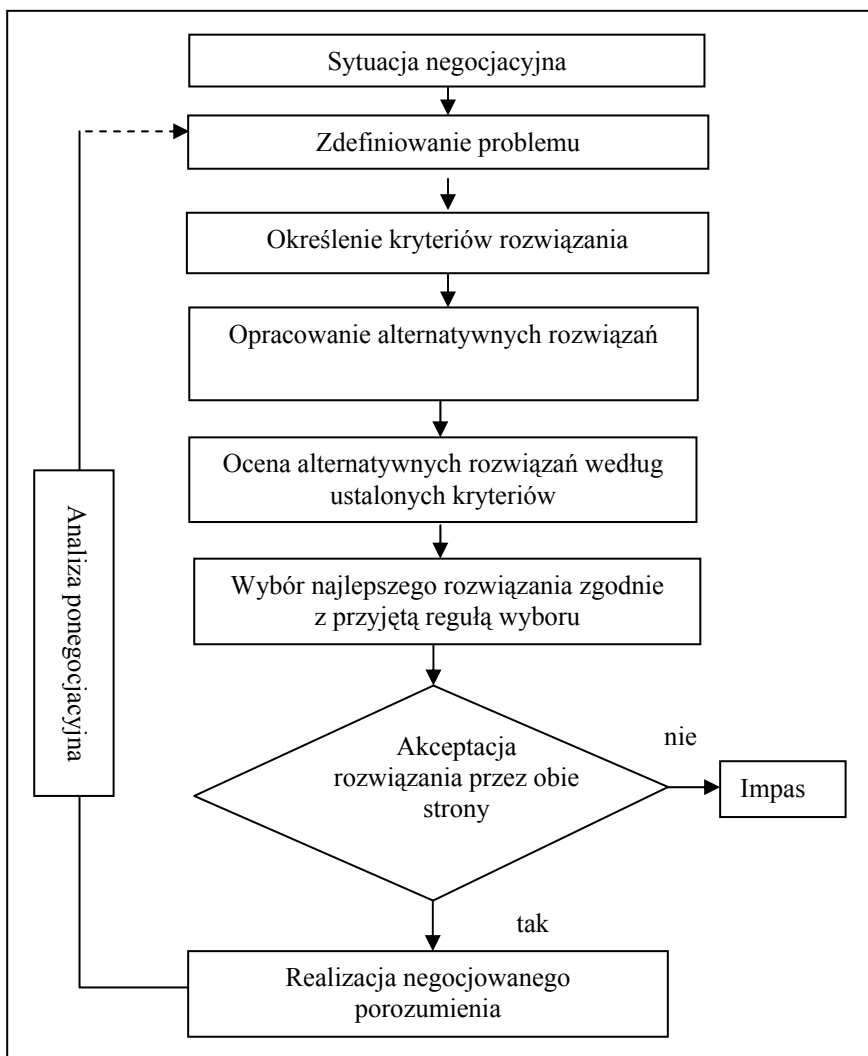 Sytuacja negocjacyjna
Zdefiniowanie problemu
Określenie kryteriów rozwiązania
Opracowanie alternatywnych rozwiązań
Ocena alternatywnych rozwiązań według
ustalonych kryteriów
Wybór najlepszego rozwiązania zgodnie
z przyjętą regułą wyboru
Akceptacja
rozwiązania przez obie
strony
nie
Impas
tak
Realizacja negocjowanego
porozumienia
Analiza ponegocjacyjna